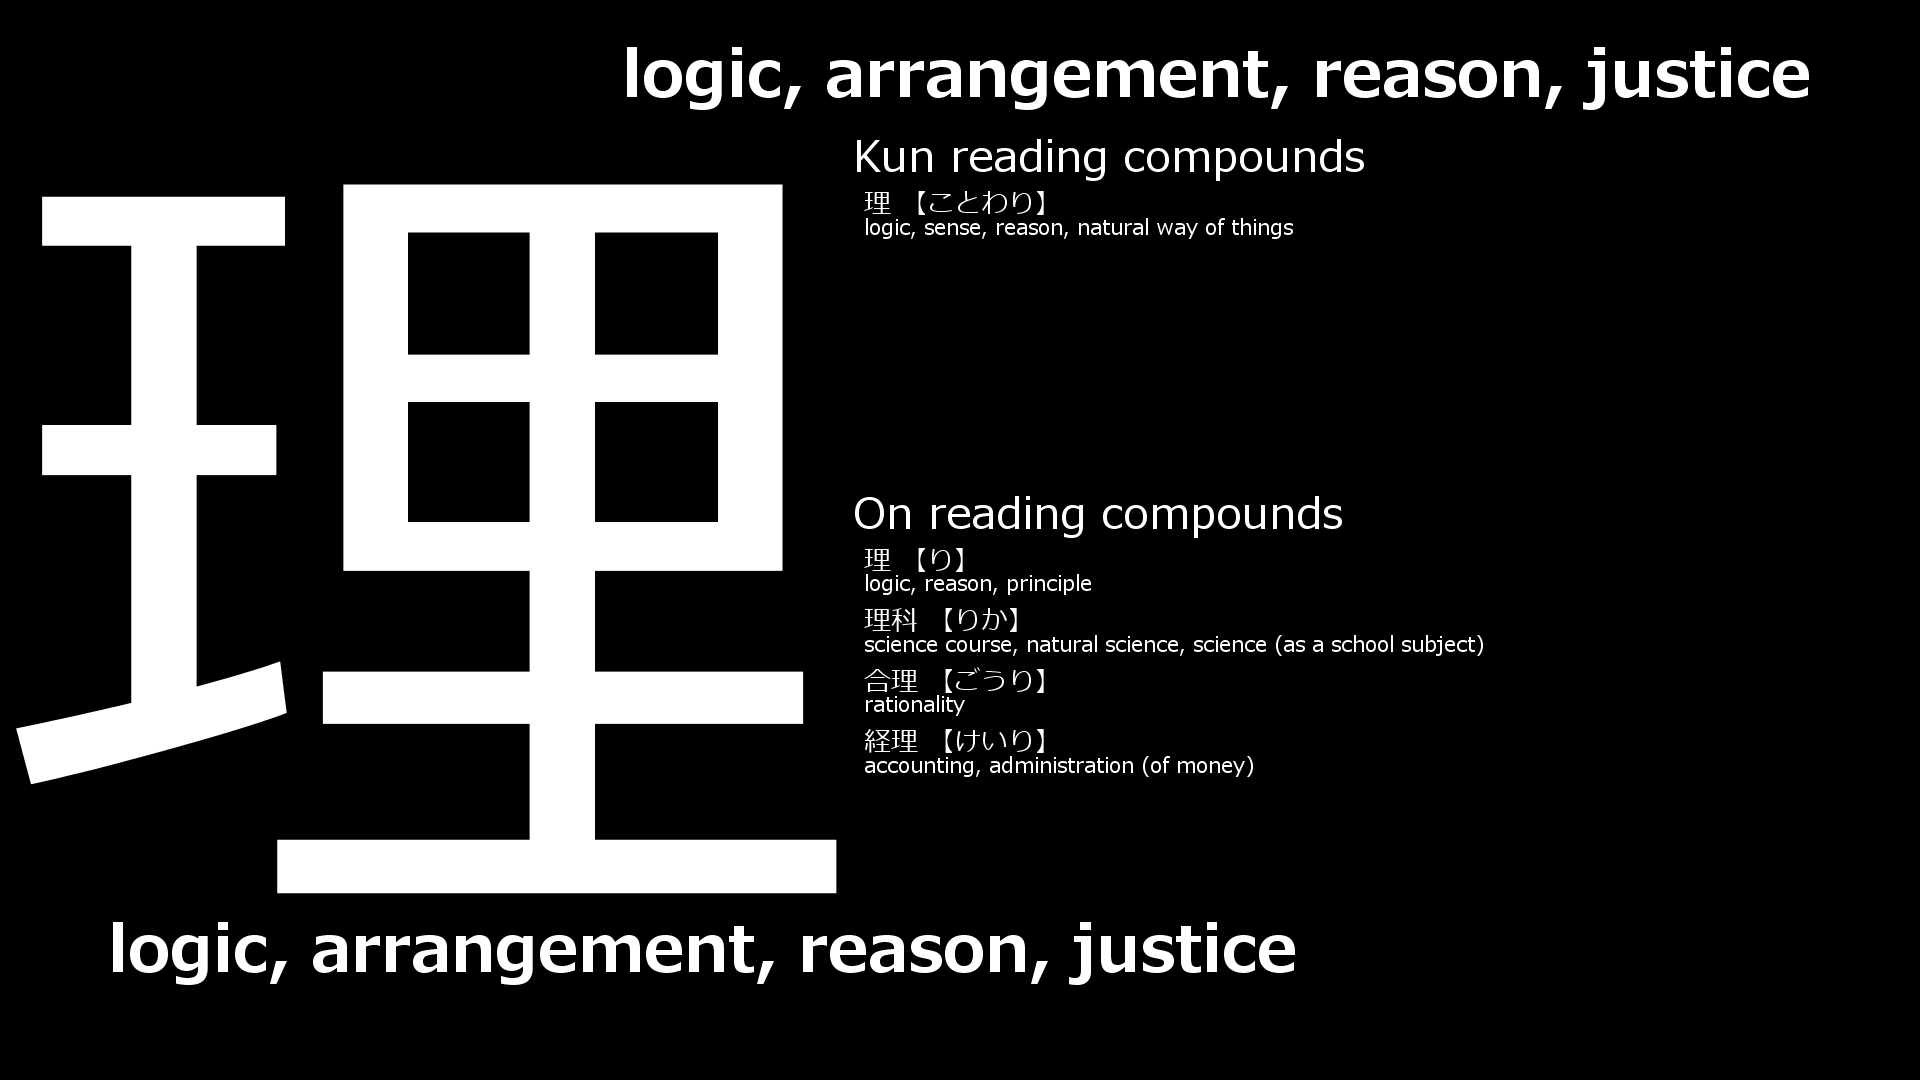 logic, arrangement, reason, justice
理
Kun reading compounds
理 【ことわり】
logic, sense, reason, natural way of things
On reading compounds
理 【り】
logic, reason, principle
理科 【りか】
science course, natural science, science (as a school subject)
合理 【ごうり】
rationality
経理 【けいり】
accounting, administration (of money)
logic, arrangement, reason, justice